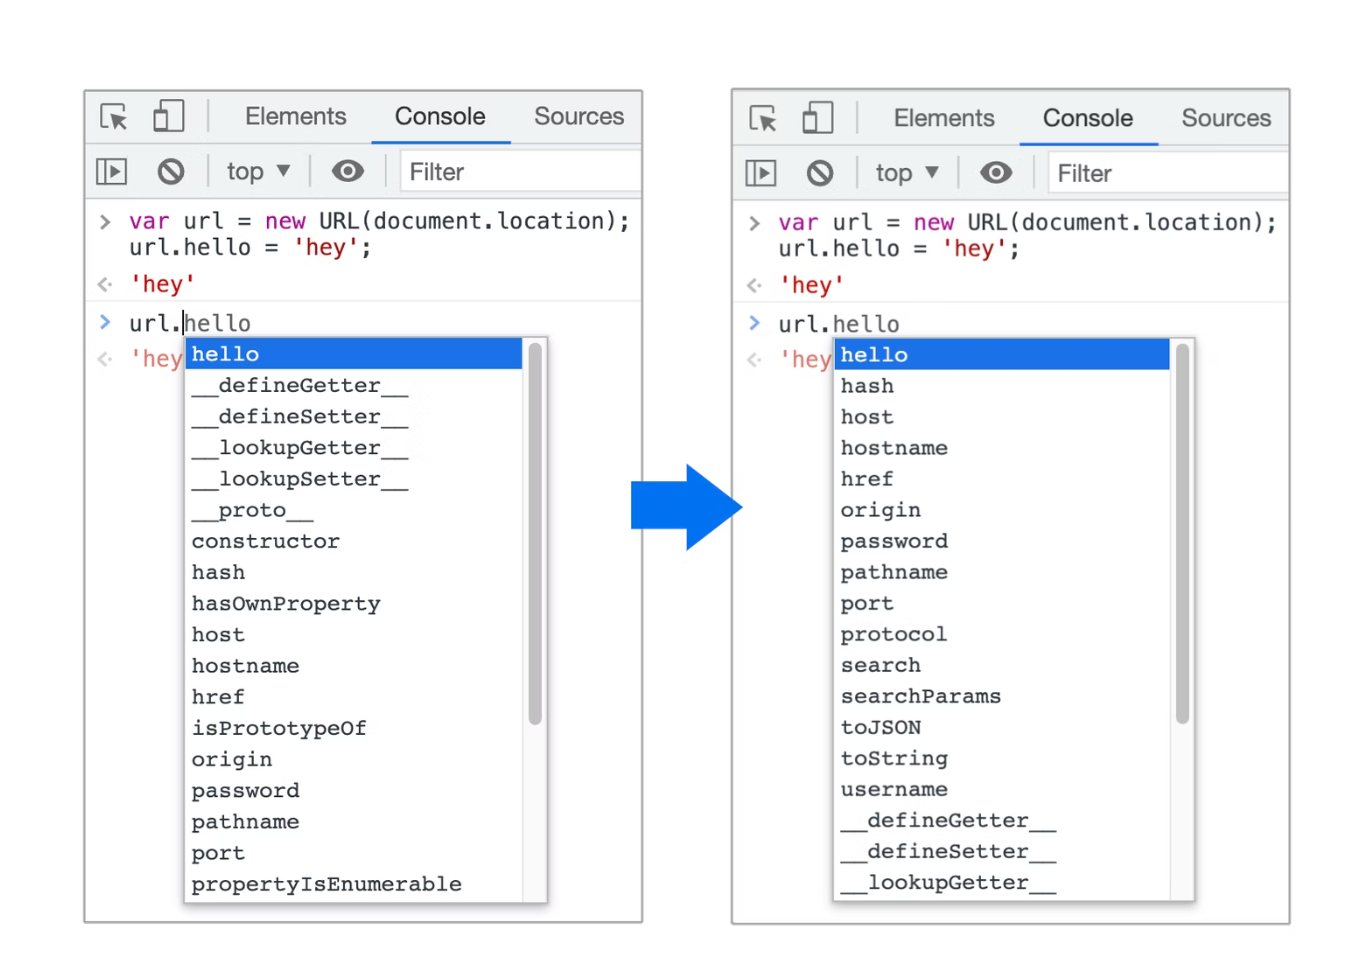 Elements Console Sources
top ▼ Filter
> var url = new URL(document.location);
url.hello = 'hey';
'hey'
> url.hello
'hey
hello
__defineGetter__
__defineSetter__
__lookupGetter__
__lookupSetter__
__proto__
constructor
hash
hasOwnProperty
host
hostname
href
isPrototypeOf
origin
password
pathname
port
propertyIsEnumerable
Elements Console Sources
top ▼ Filter
> var url = new URL(document.location);
url.hello = 'hey';
'hey'
> url.hello
'hey
hello
hash
host
hostname
href
origin
password
pathname
port
protocol
search
searchParams
toJSON
toString
username
__defineGetter__
__defineSetter__
__lookupGetter__